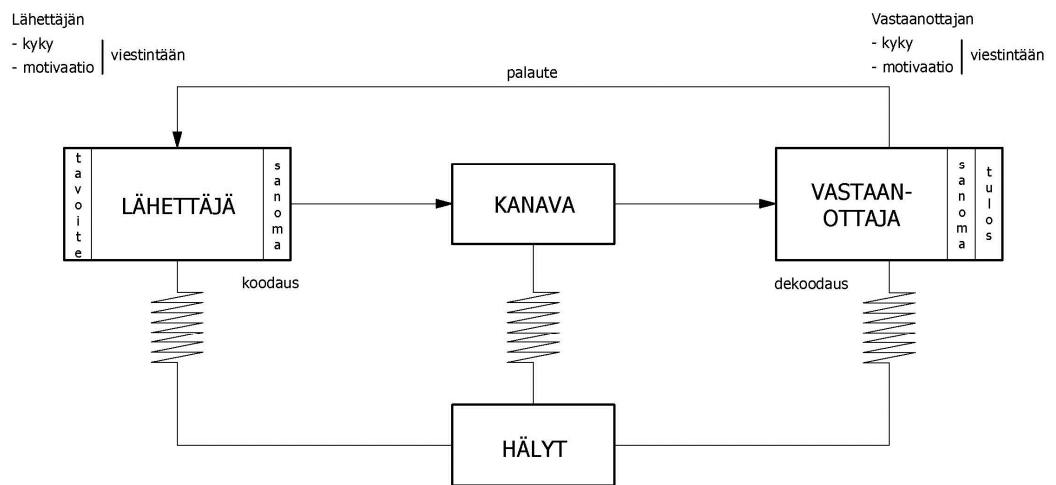 Lähettäjän
- kyky
- motivaatio
viestintään
Vastaanottajan
- kyky
- motivaatio
viestintään
palaute
tavoite
LÄHETTÄJÄ
sanoma
KANAVA
VASTAAN-
OTTAJA
sanoma
tulos
koodaus
dekoodaus
HÄLYT